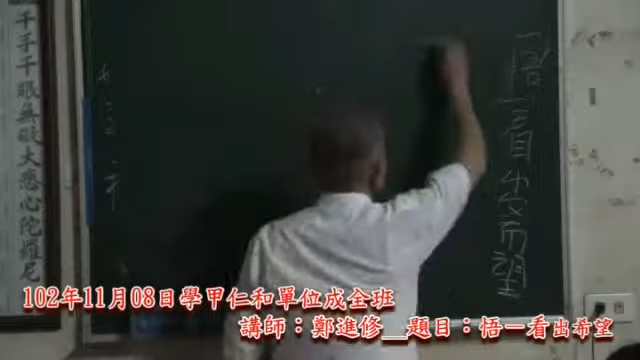 千手千眼無礙大悲心陀羅尼
悟—看出希望
102年11月08日學甲仁和單位成全班
講師：鄭進修__題目：悟—看出希望